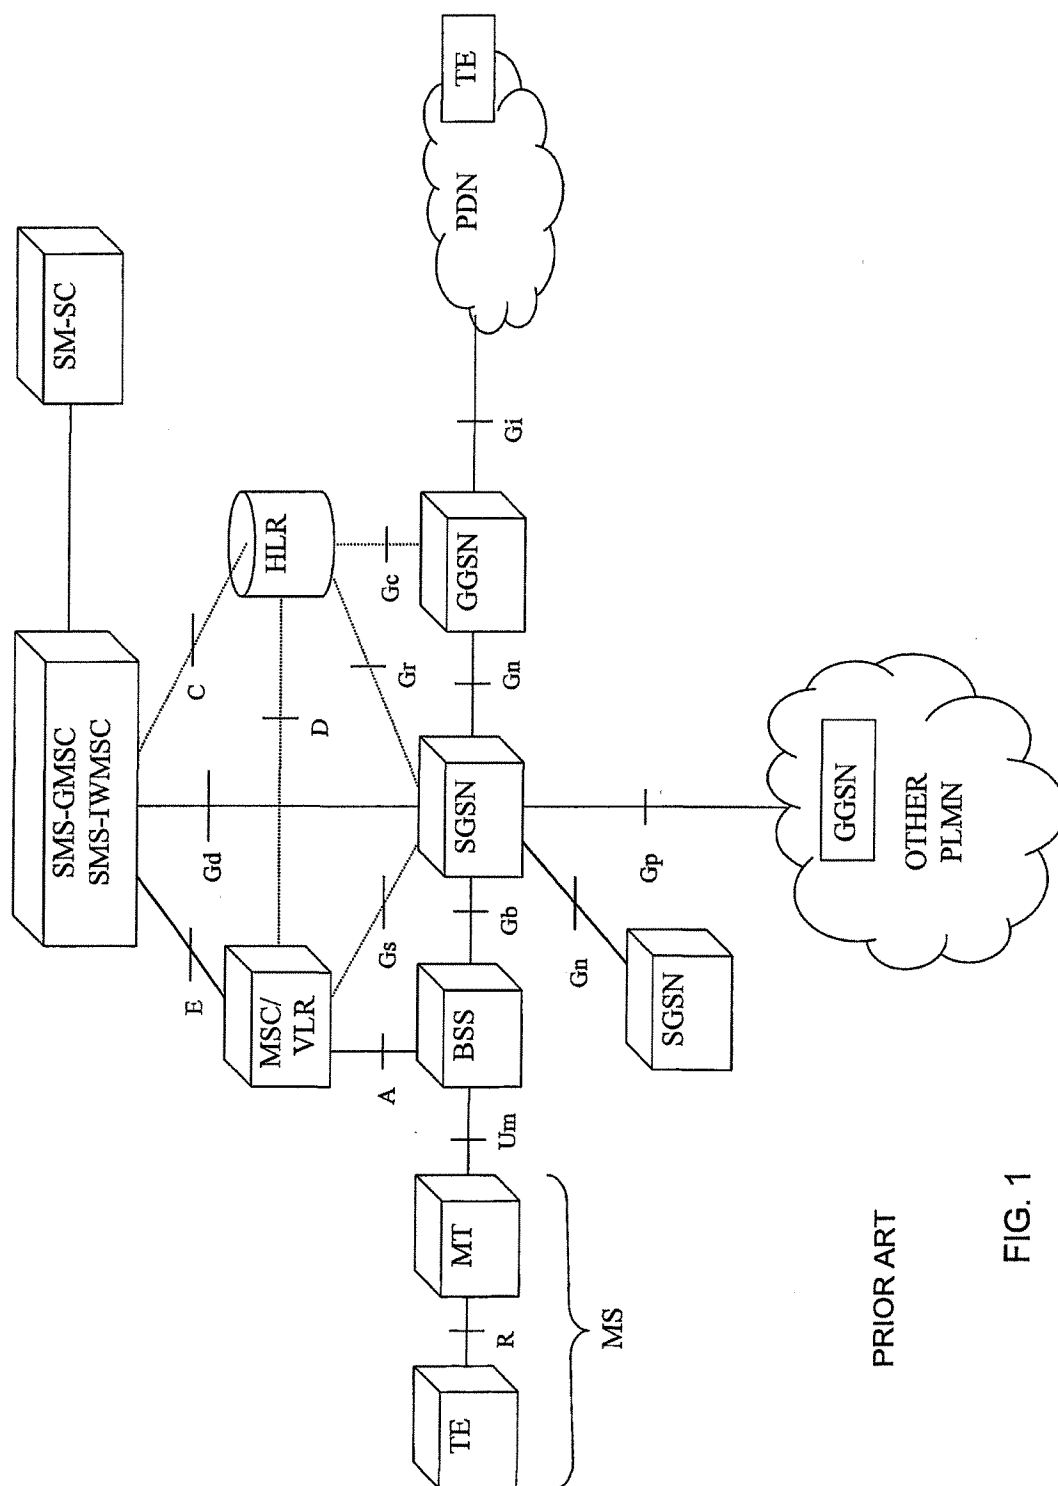 SM-SC
SMS-GMSC
SMS-IWMSC
C
E
Gd
HLR
D
MSC/
VLR
Gs
Gr
Gc
A
TE
PDN
TE
R
MT
Um
BSS
Gb
SGSN
Gn
GGSN
Gi
MS
Gn
Gp
SGSN
GGSN
OTHER
PLMN
PRIOR ART
FIG. 1